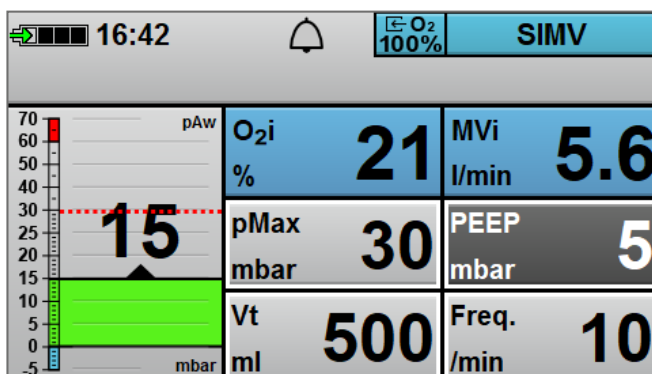 16:42
O2
100%
SIMV
70
60
50
40
30
25
20
15
10
5
0
-5
pAw
15
mbar
O2i
%
21
MVi
l/min
5.6
pMax
mbar
30
PEEP
mbar
5
Vt
ml
500
Freq.
/min
10